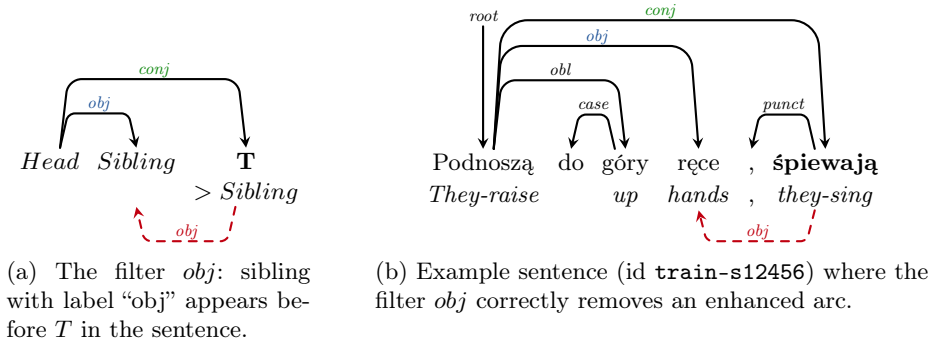 root
conj
conj
obj
obj
obl
case
punct
Head Sibling T
Podnoszą do góry ręce , śpiewają
> Sibling
They-raise up hands , they-sing
obj
obj
(a) The filter obj: sibling
with label “obj” appears be-
fore T in the sentence.
(b) Example sentence (id train-s12456) where the
filter obj correctly removes an enhanced arc.